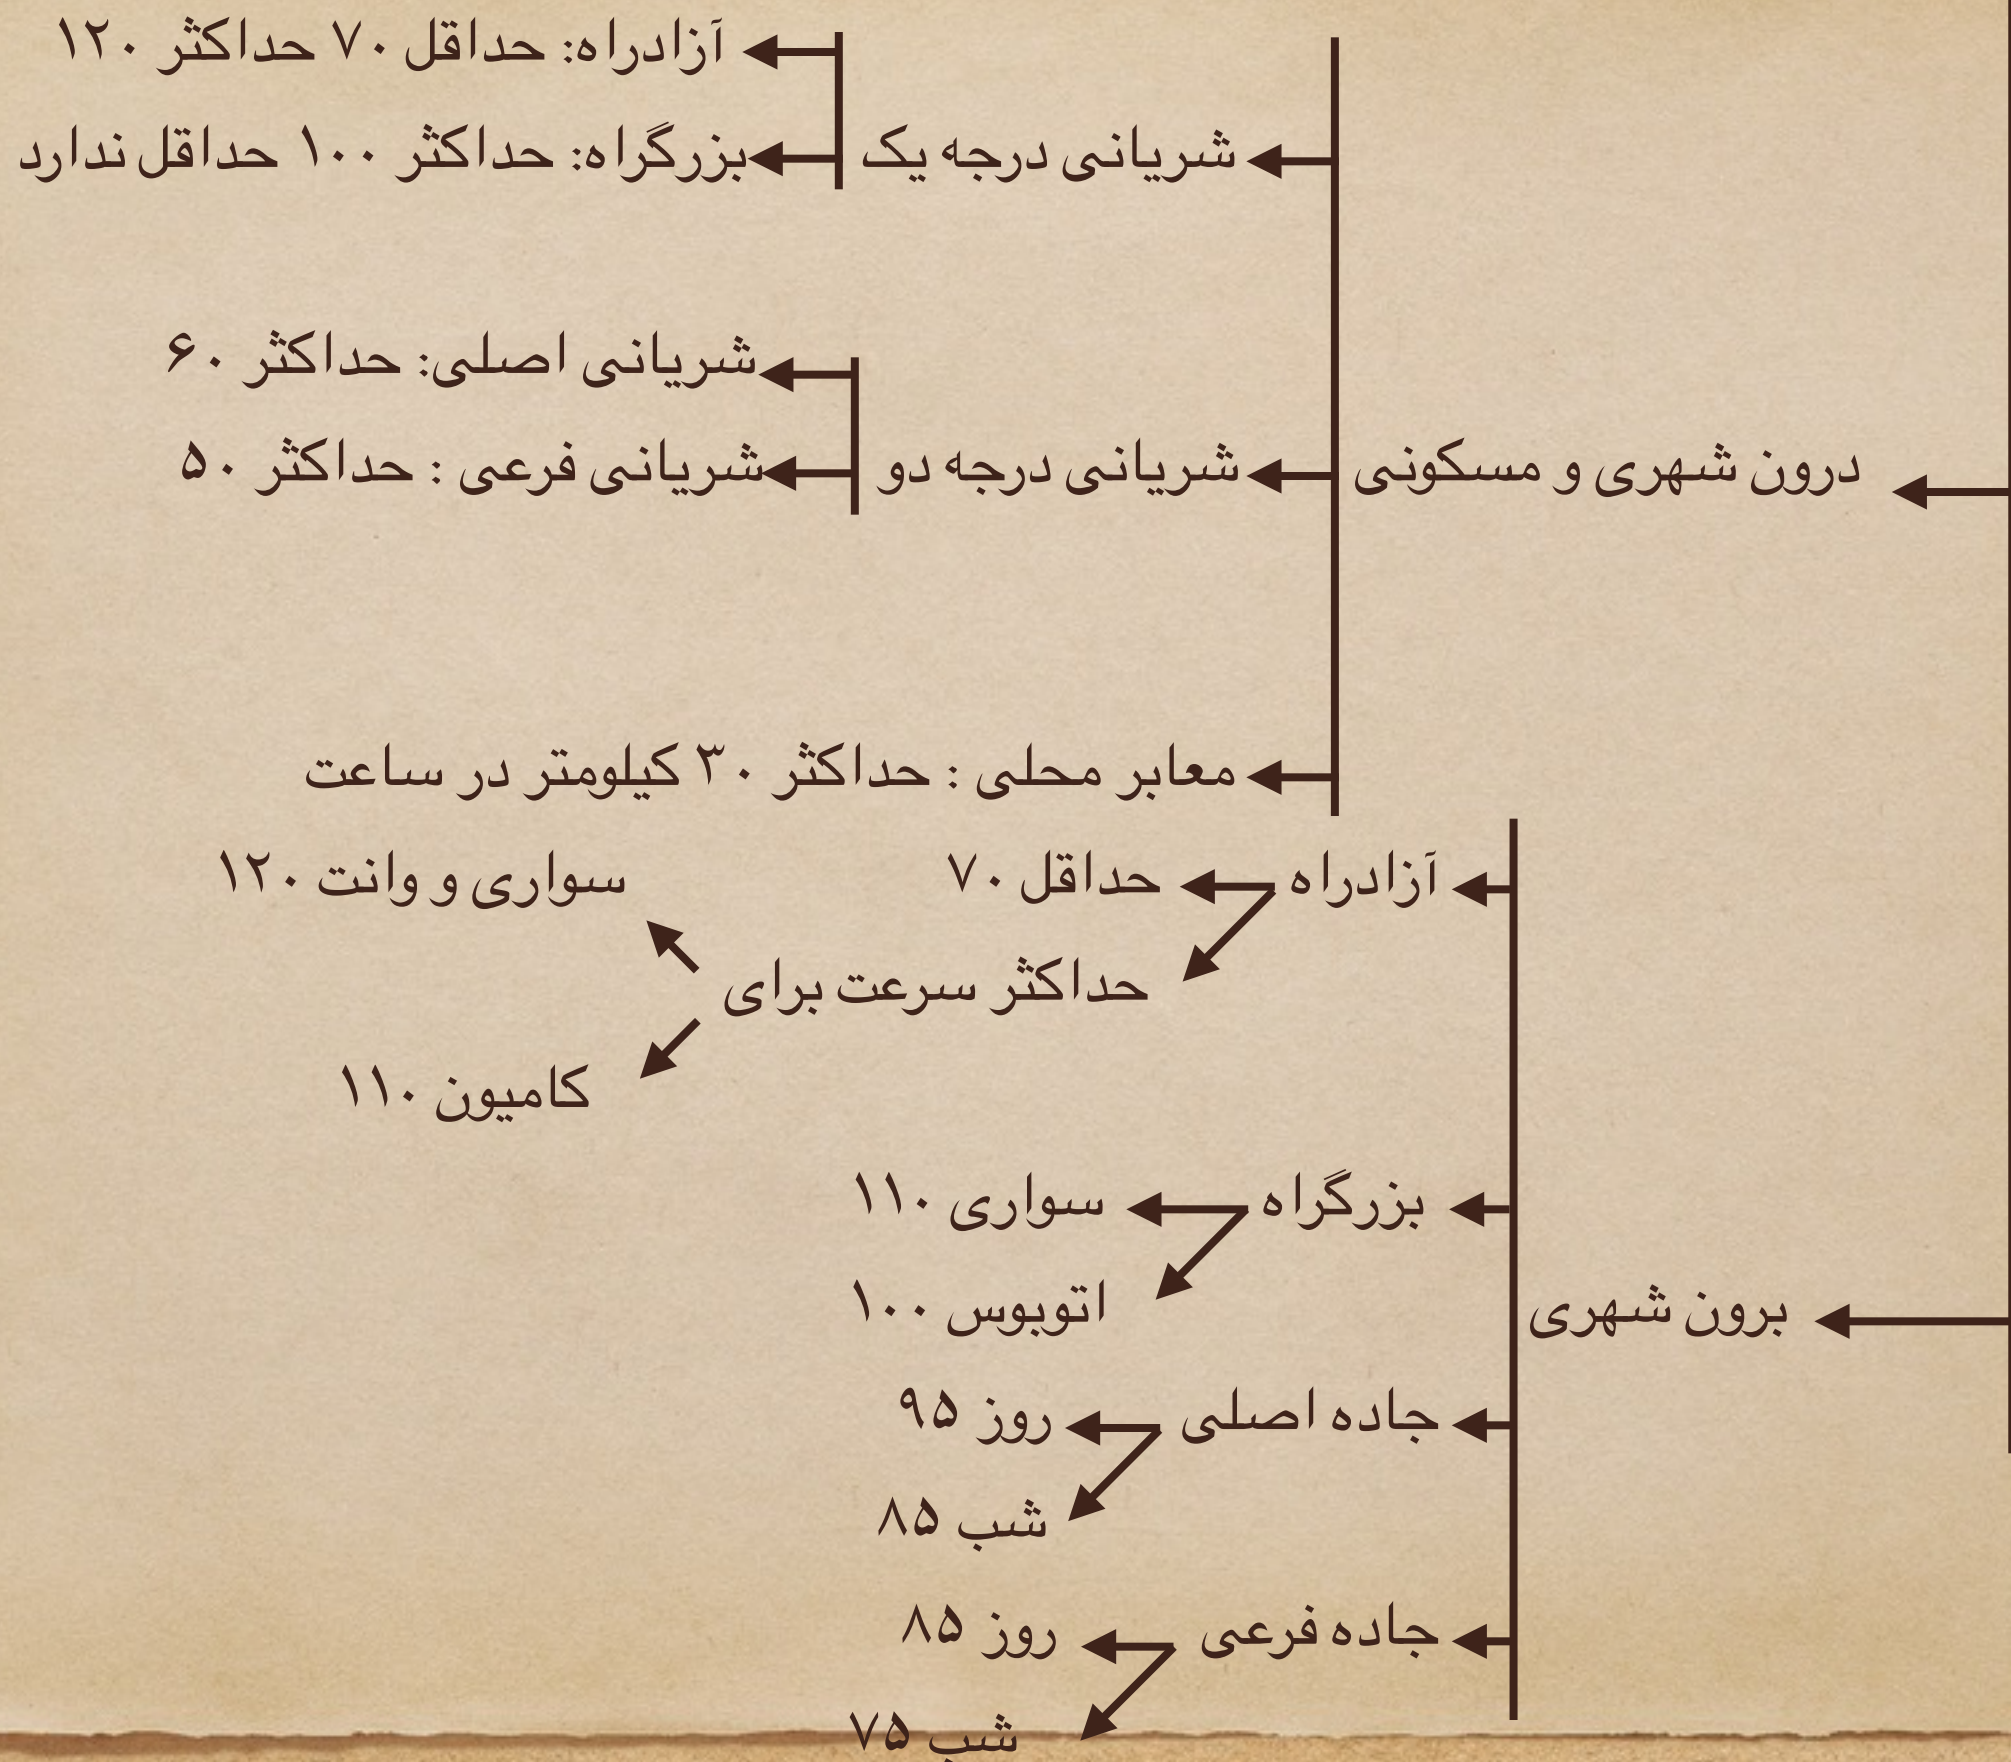 آزادراه: حداقل ۷۰ حداکثر ۱۲۰
شریانی درجه یک
بزرگراه: حداکثر ۱۰۰ حداقل ندارد
شریانی اصلی: حداکثر ۶۰
درون شهری و مسکونی
شریانی درجه دو
شریانی فرعی : حداکثر ۵۰
معابر محلی : حداکثر ۳۰ کیلومتر در ساعت
آزادراه
حداقل ۷۰
سواری و وانت ۱۲۰
حداکثر سرعت برای
کامیون ۱۱۰
بزرگراه
سواری ۱۱۰
اتوبوس ۱۰۰
برون شهری
جاده اصلی
روز ۹۵
شب ۸۵
جاده فرعی
روز ۸۵
شب ۷۵